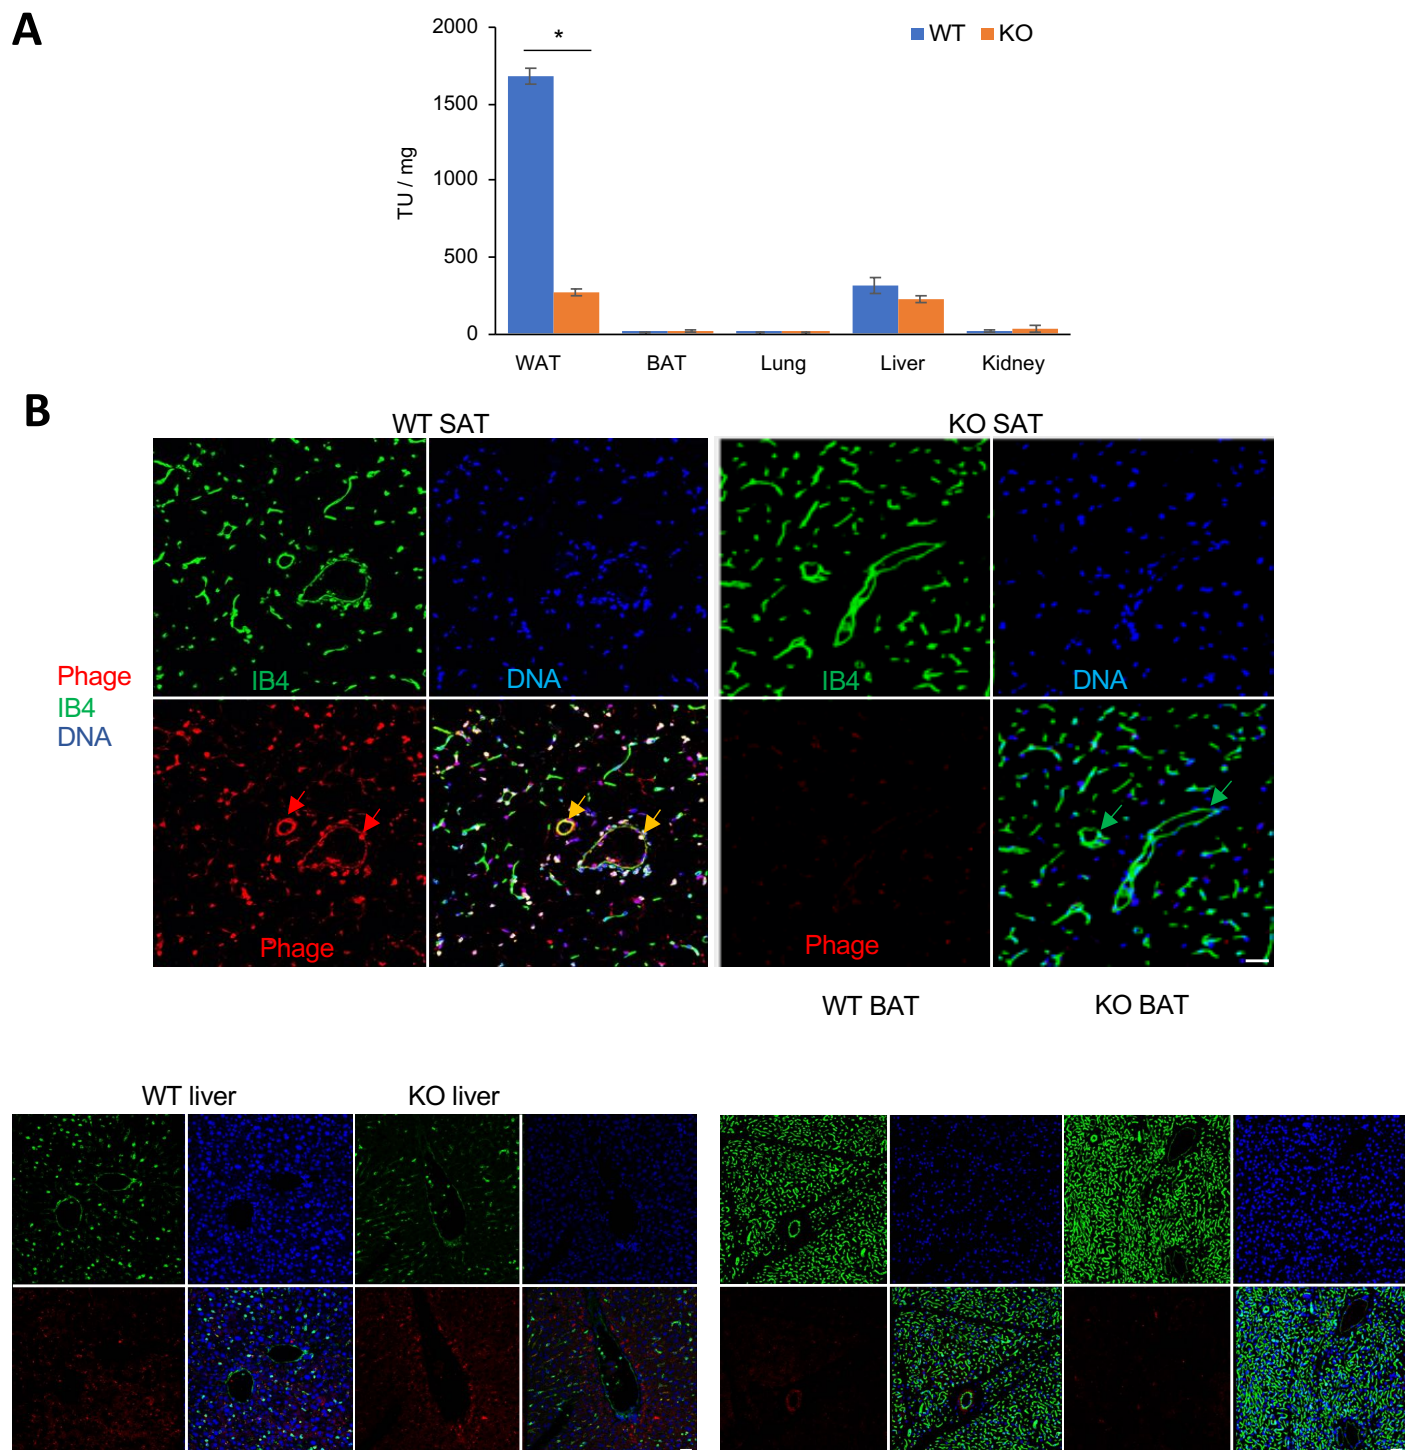 A
2000
1500
1000
500
0
TU / mg
*
WT KO
WAT BAT Lung Liver Kidney
B
WT SAT KO SAT
Phage
IB4
DNA
IB4 DNA IB4 DNA
Phage Phage
WT BAT KO BAT
WT liver KO liver